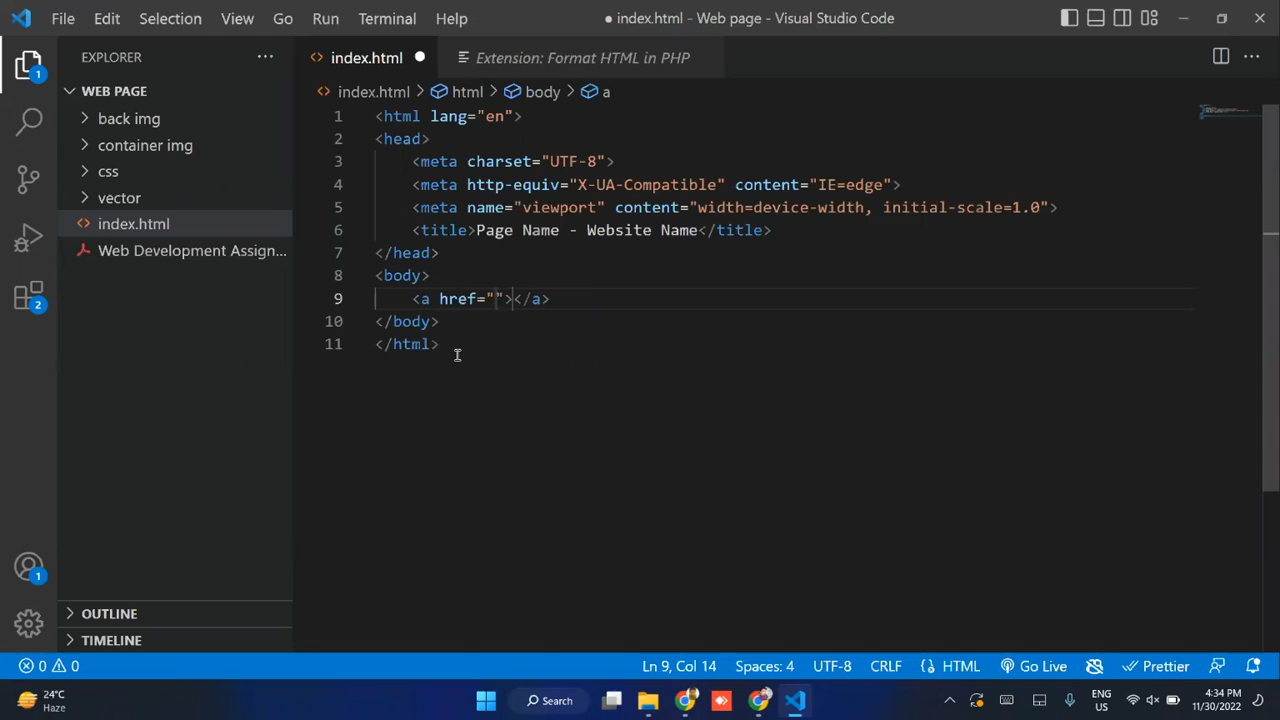 File Edit Selection View Go Run Terminal Help
● index.html - Web page - Visual Studio Code
EXPLORER
index.html
Extension: Format HTML in PHP
WEB PAGE
back img
container img
css
vector
index.html
Web Development Assign...
index.html > html > body > a
1 <html lang="en">
2 <head>
3 <meta charset="UTF-8">
4 <meta http-equiv="X-UA-Compatible" content="IE=edge">
5 <meta name="viewport" content="width=device-width, initial-scale=1.0">
6 <title>Page Name - Website Name</title>
7 </head>
8 <body>
9 <a href=""></a>
10 </body>
11 </html>
1
2
1
OUTLINE
TIMELINE
0 0
Ln 9, Col 14 Spaces: 4 UTF-8 CRLF HTML Go Live Prettier
24°C
Haze
Search
ENG
US
4:34 PM
11/30/2022